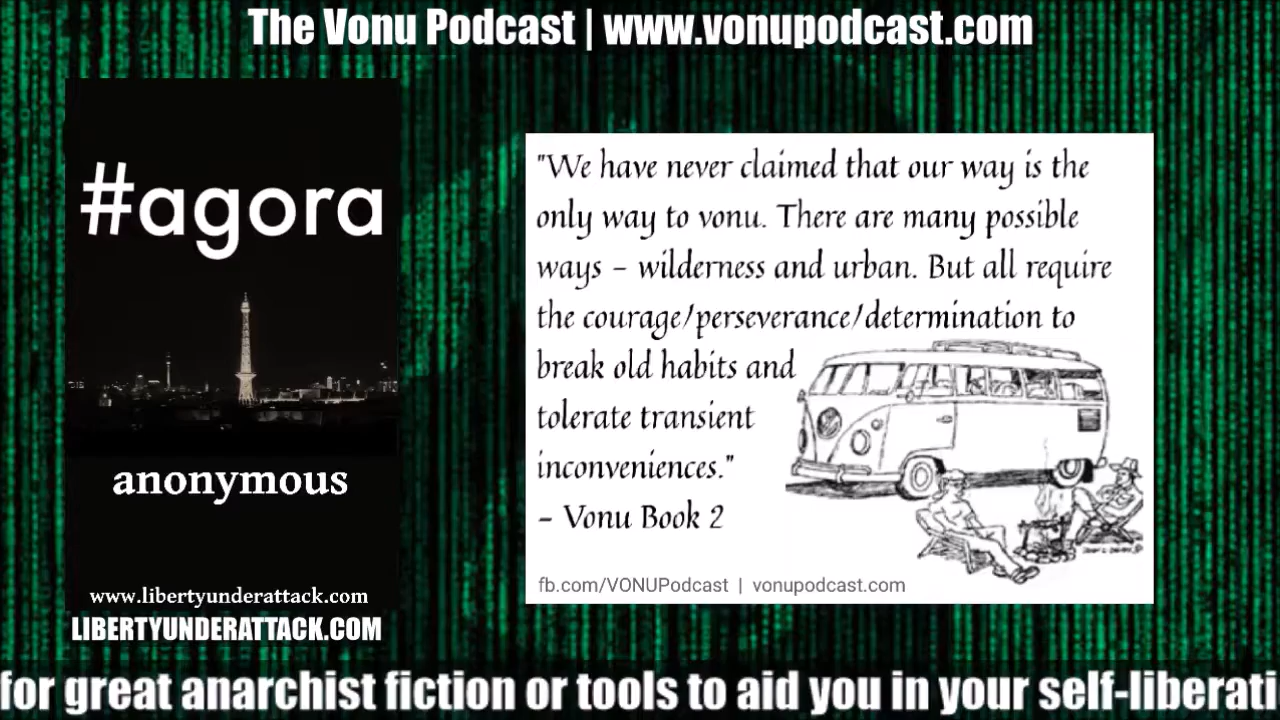 The Vonu Podcast | www.vonupodcast.com
#agora
anonymous
www.libertyunderattack.com
LIBERTYUNDERATTACK.COM
"We have never claimed that our way is the
only way to vonu. There are many possible
ways – wilderness and urban. But all require
the courage/perseverance/determination to
break old habits and
tolerate transient
inconveniences."
– Vonu Book 2
fb.com/VONUPodcast | vonupodcast.com
for great anarchist fiction or tools to aid you in your self-liberati